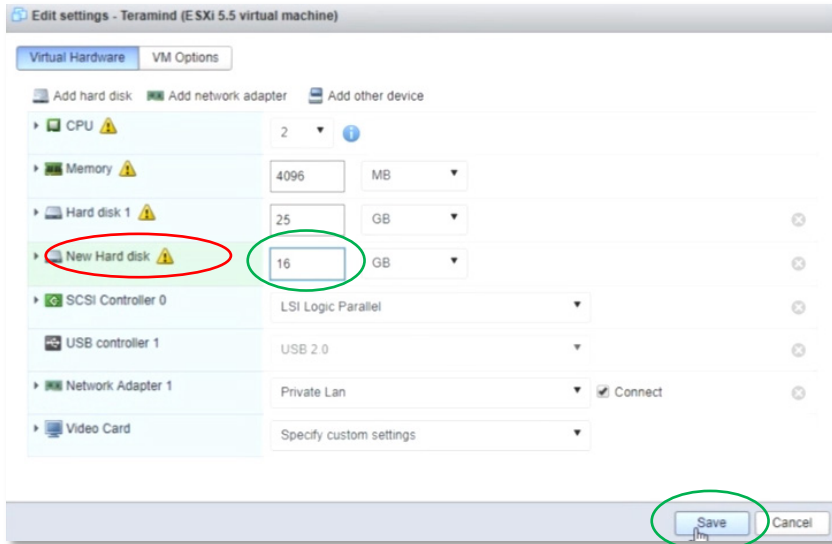 Edit settings - Teramind (ESXi 5.5 virtual machine)
Virtual Hardware VM Options
Add hard disk Add network adapter Add other device
CPU 2
Memory 4096 MB
Hard disk 1 25 GB
New Hard disk 16 GB
SCSI Controller 0 LSI Logic Parallel
USB controller 1 USB 2.0
Network Adapter 1 Private Lan Connect
Video Card Specify custom settings
Save Cancel